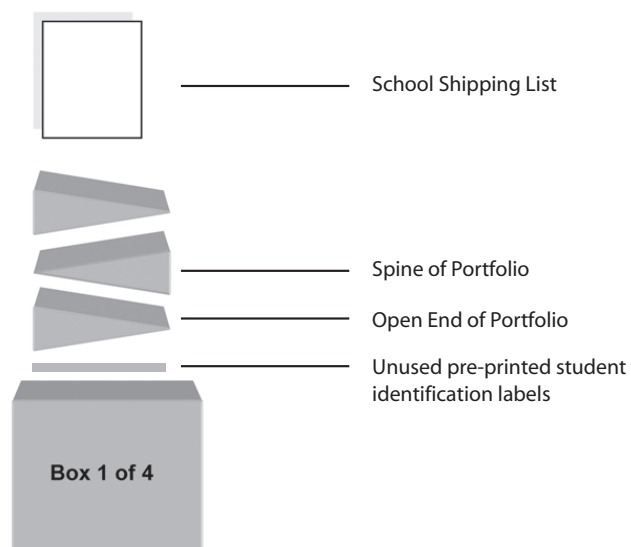 School Shipping List
Spine of Portfolio
Open End of Portfolio
Unused pre-printed student
identification labels
Box 1 of 4